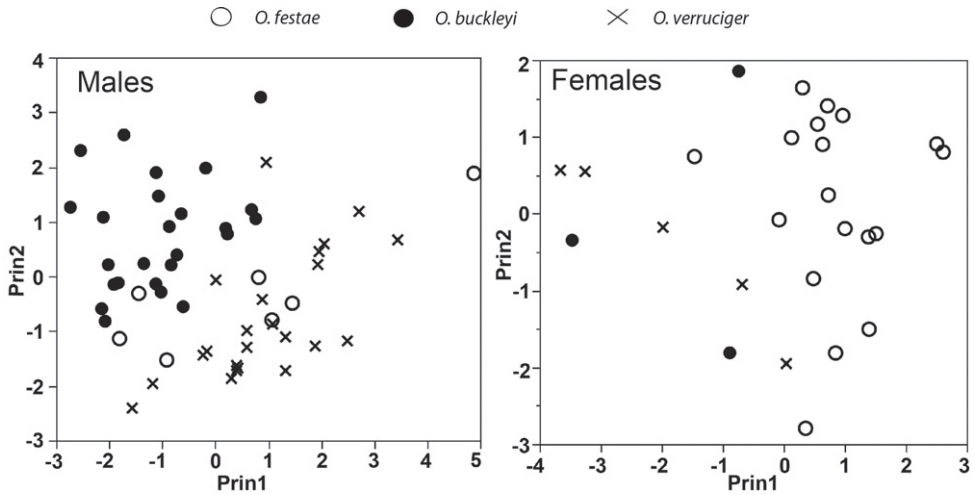 O. festae O. buckleyi O. verruciger
Males
4
3
2
1
0
-1
-2
-3
Prin2
-3 -2 -1 0 1 2 3 4 5
Prin1
Females
2
1
0
-1
-2
-3
Prin2
-4 -3 -2 -1 0 1 2 3
Prin1